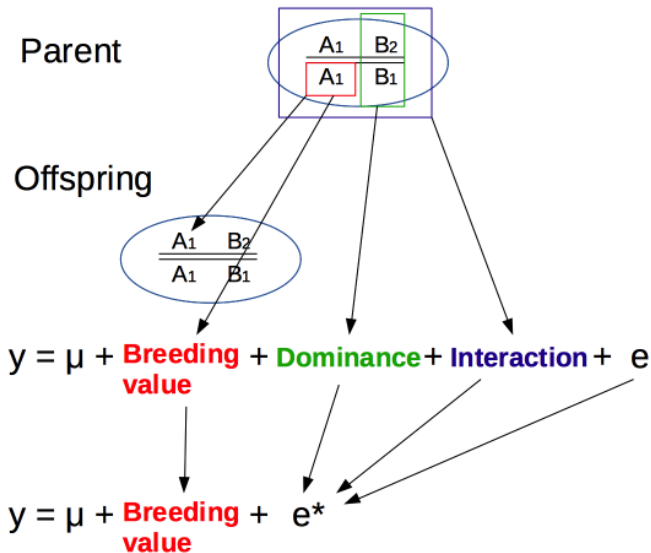 Parent
A1 B2
A1 B1
Offspring
A1 B2
A1 B1
y = μ + Breeding value + Dominance + Interaction + e
y = μ + Breeding value + e*